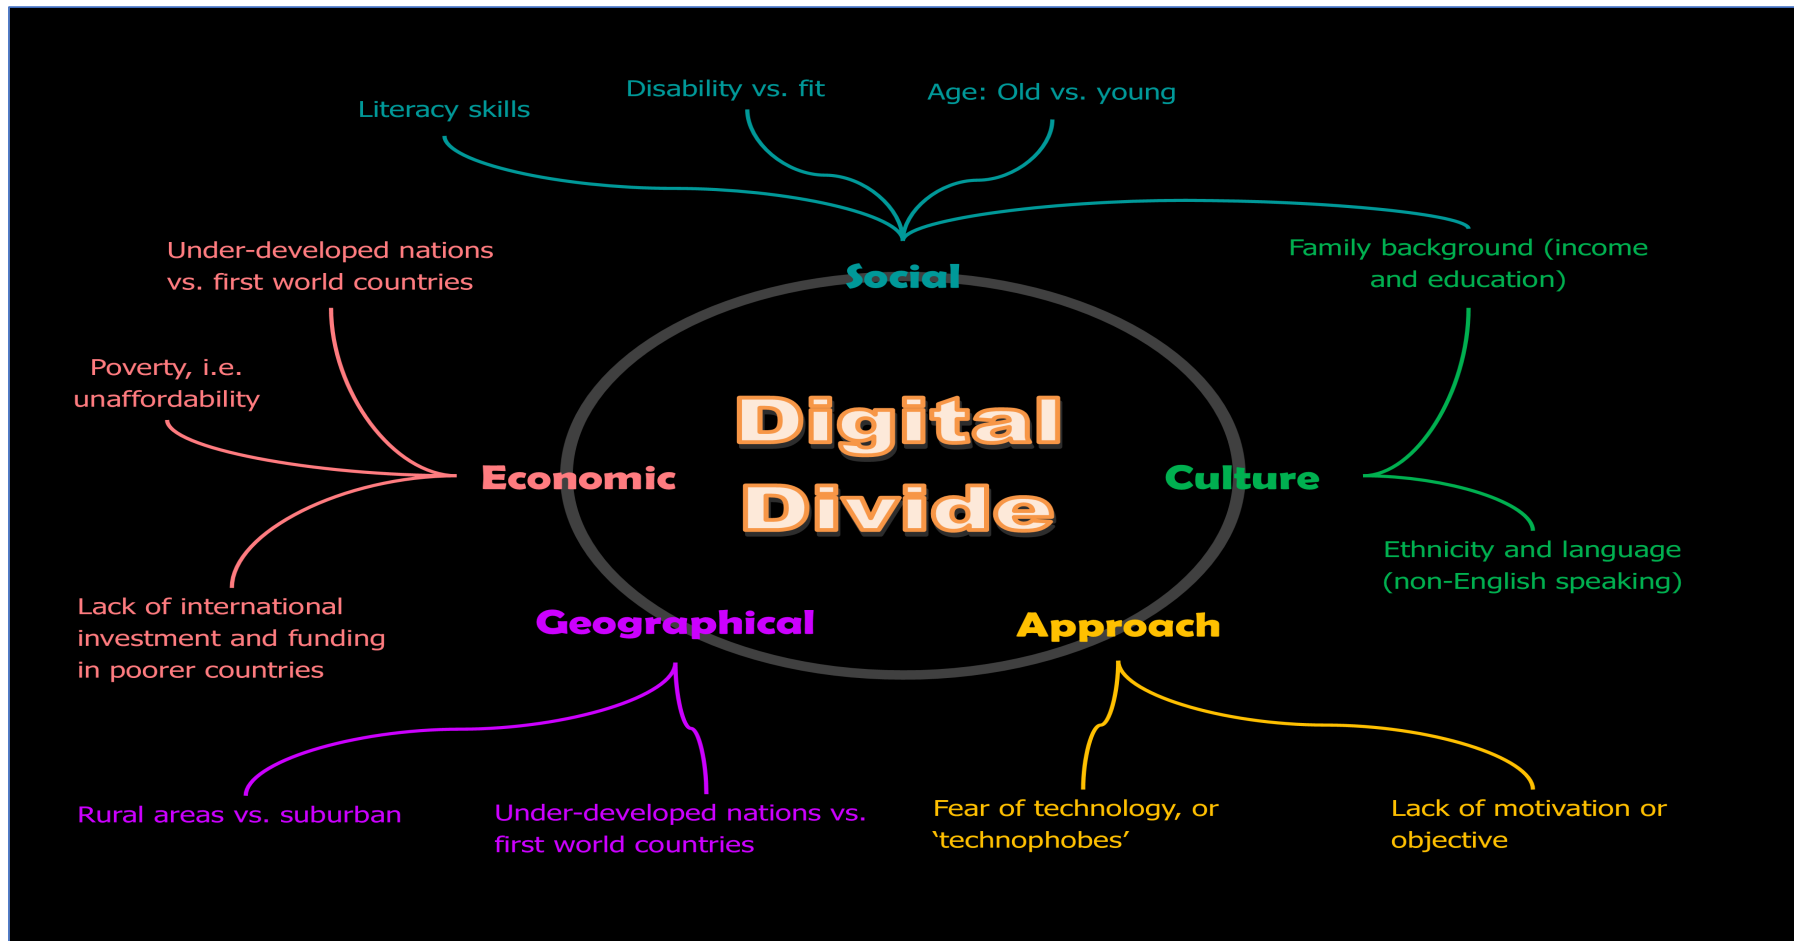 Literacy skills
Disability vs. fit
Age: Old vs. young
Under-developed nations
vs. first world countries
Family background (income
and education)
Social
Poverty, i.e.
unaffordability
Digital
Divide
Economic
Culture
Ethnicity and language
(non-English speaking)
Lack of international
investment and funding
in poorer countries
Geographical
Approach
Rural areas vs. suburban
Under-developed nations vs.
first world countries
Fear of technology, or
‘technophobes’
Lack of motivation or
objective